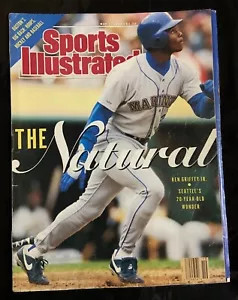 Sports Illustrated
MARINERS
THE
Natural
KEN GRIFFEY JR.
SEATTLE'S
20-YEAR-OLD
WONDER